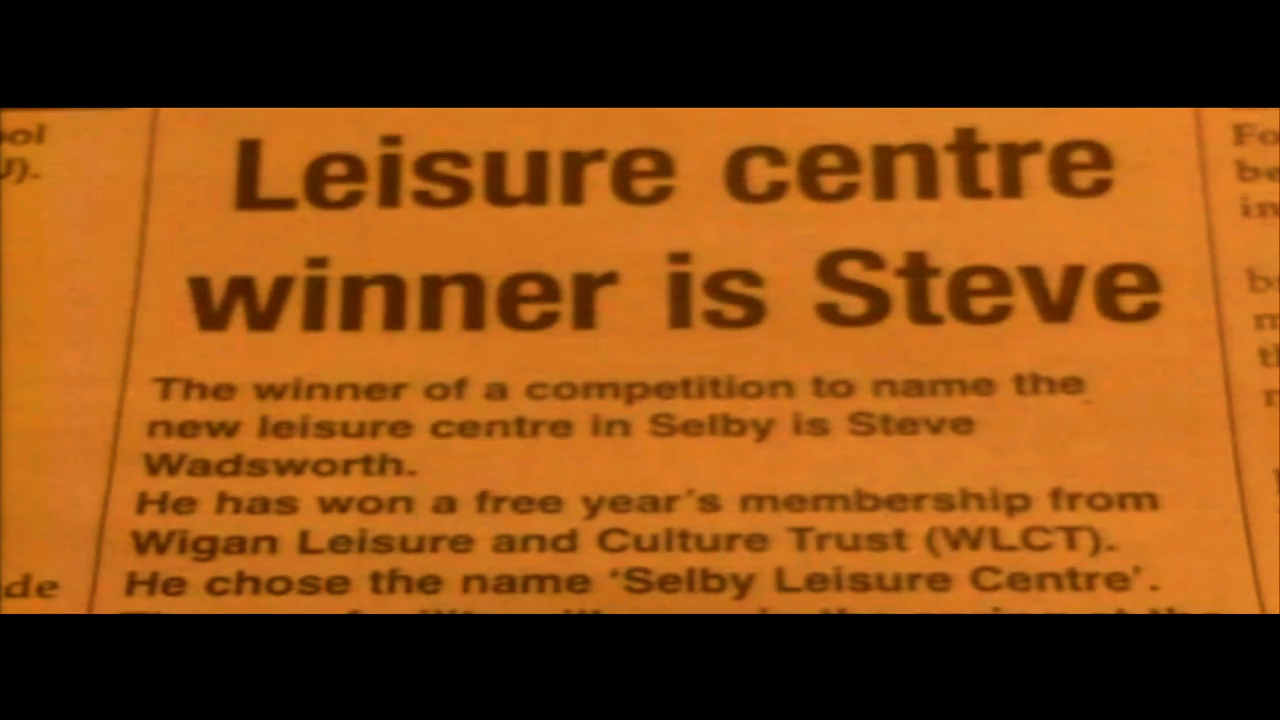 Leisure centre
winner is Steve
The winner of a competition to name the
new leisure centre in Selby is Steve
Wadsworth.
He has won a free year's membership from
Wigan Leisure and Culture Trust (WLCT).
He chose the name ‘Selby Leisure Centre’.
de